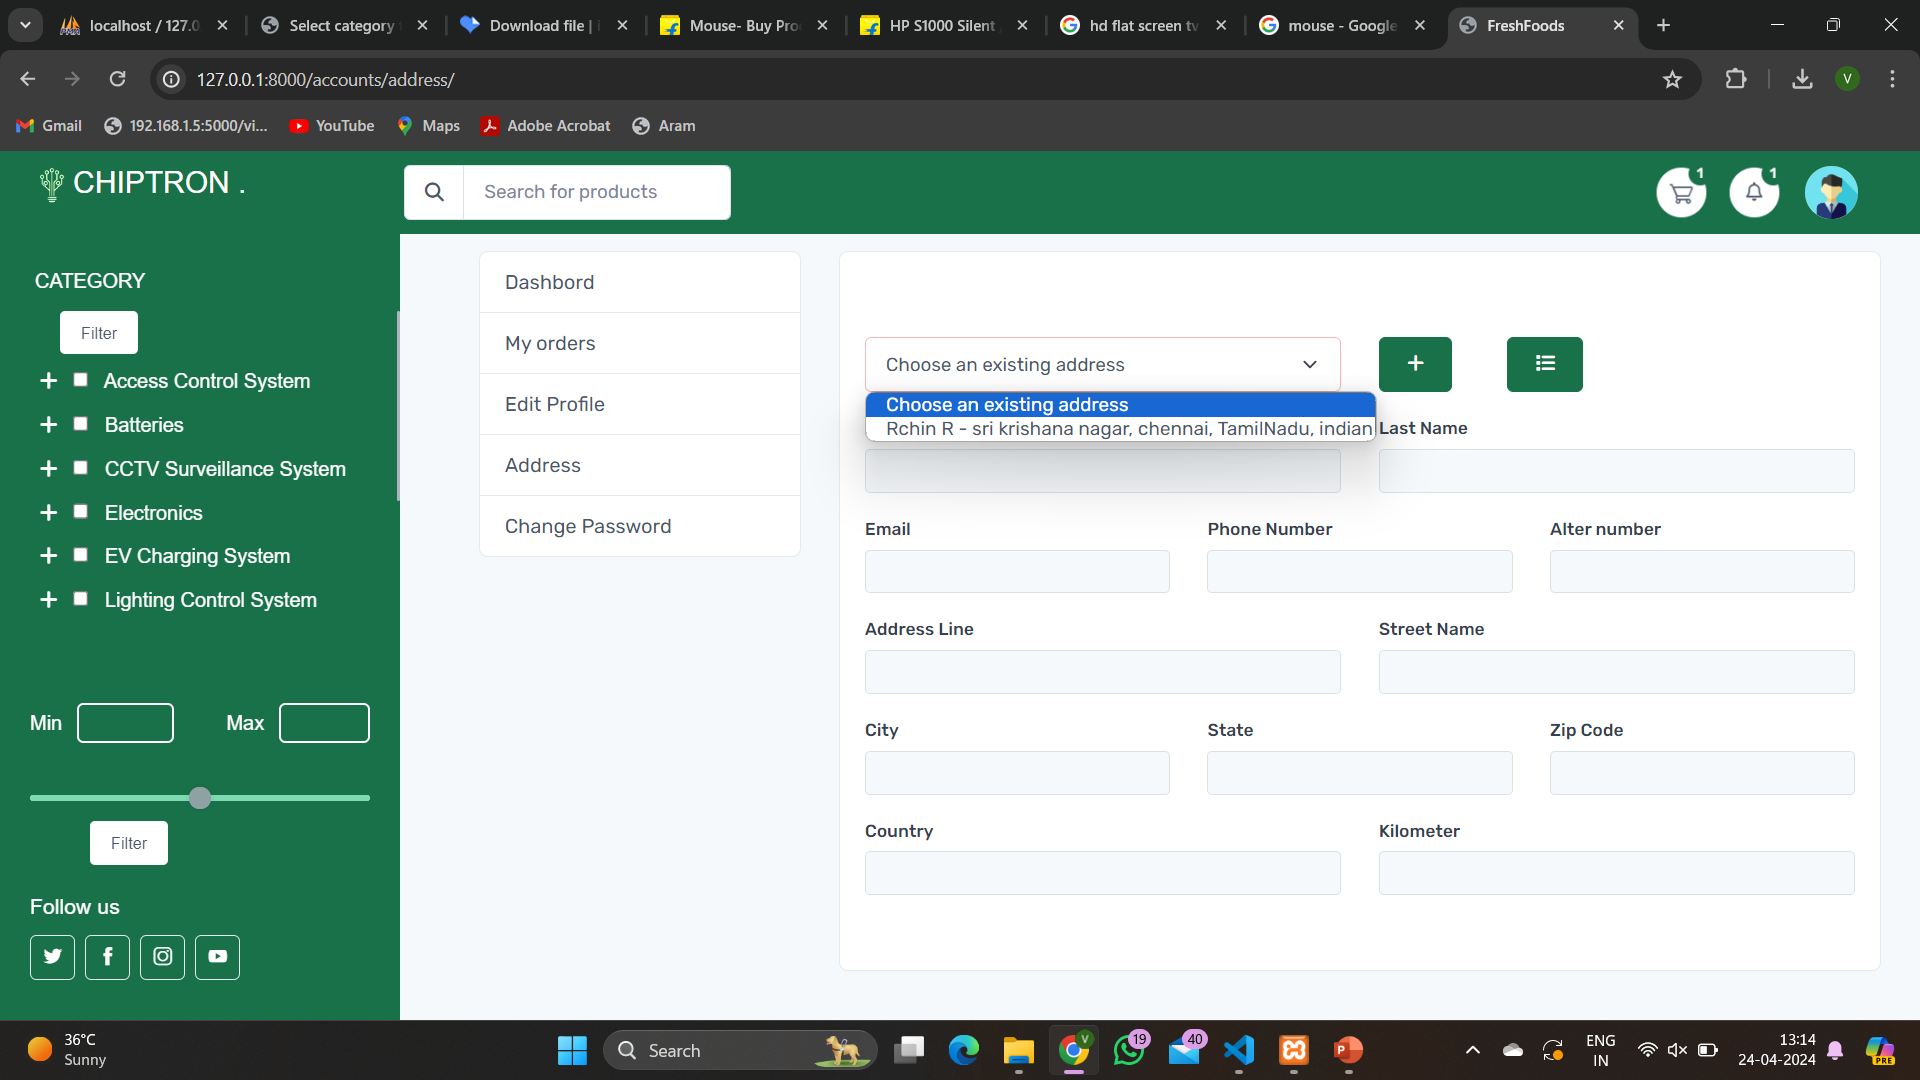 localhost / 127.0
Select category
Download file |
Mouse- Buy Pro
HP S1000 Silent
hd flat screen tv
mouse - Google
FreshFoods
127.0.0.1:8000/accounts/address/
V
Gmail
192.168.1.5:5000/vi...
YouTube
Maps
Adobe Acrobat
Aram
CHIPTRON .
Search for products
1
1
CATEGORY
Filter
Access Control System
Batteries
CCTV Surveillance System
Electronics
EV Charging System
Lighting Control System
Min
Max
Filter
Follow us
Dashbord
My orders
Edit Profile
Address
Change Password
Choose an existing address
Choose an existing address
Rchin R - sri krishana nagar, chennai, TamilNadu, indian
Last Name
Email
Phone Number
Alter number
Address Line
Street Name
City
State
Zip Code
Country
Kilometer
36°C
Sunny
Search
V
19
40
P
ENG
IN
13:14
24-04-2024
PRE